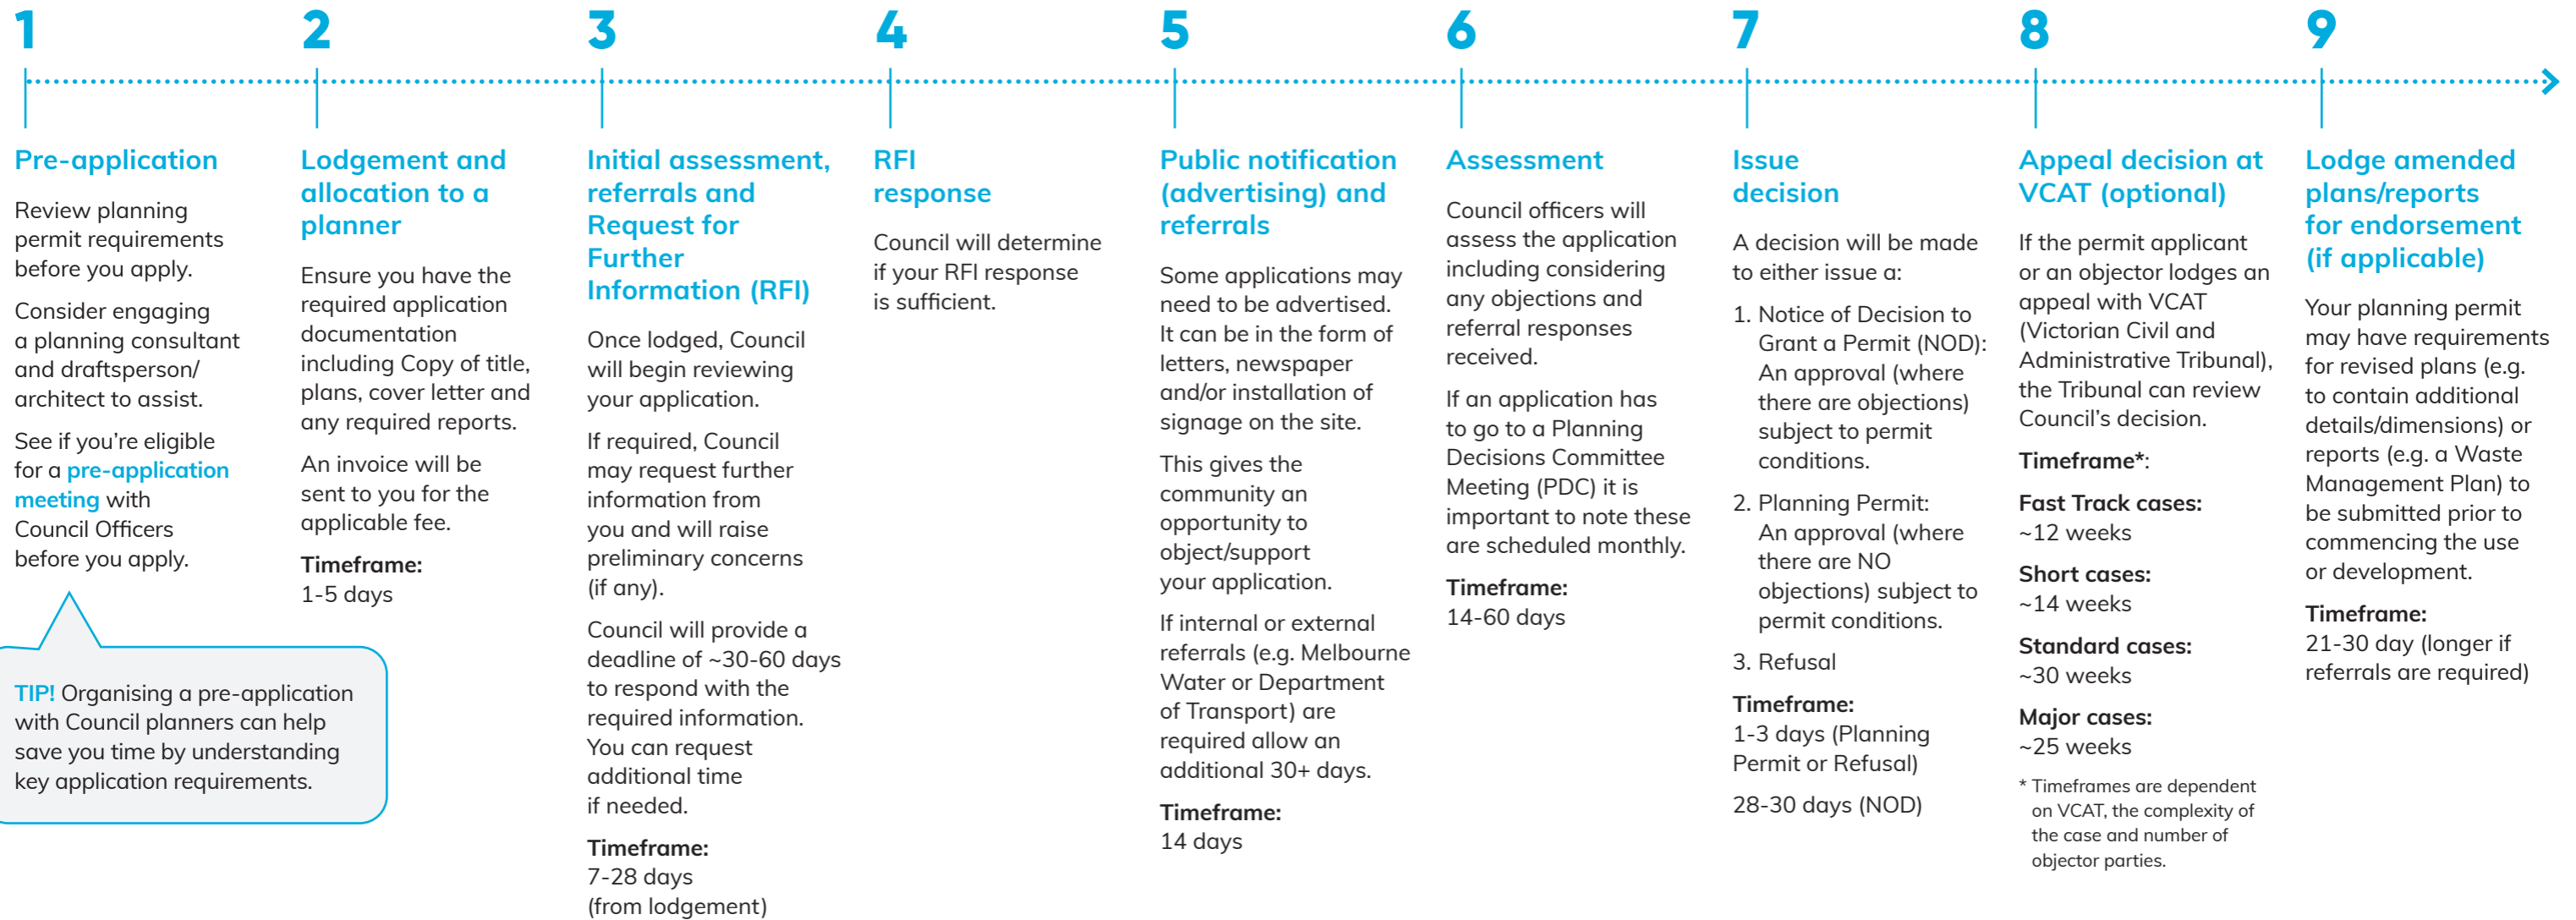 1
Pre-application
Review planning
permit requirements
before you apply.
Consider engaging
a planning consultant
and draftsperson/
architect to assist.
See if you're eligible
for a pre-application
meeting with
Council Officers
before you apply.
TIP! Organising a pre-application
with Council planners can help
save you time by understanding
key application requirements.
2
Lodgement and
allocation to a
planner
Ensure you have the
required application
documentation
including Copy of title,
plans, cover letter and
any required reports.
An invoice will be
sent to you for the
applicable fee.
Timeframe:
1-5 days
3
Initial assessment,
referrals and
Request for
Further
Information (RFI)
Once lodged, Council
will begin reviewing
your application.
If required, Council
may request further
information from
you and will raise
preliminary concerns
(if any).
Council will provide a
deadline of ~30-60 days
to respond with the
required information.
You can request
additional time
if needed.
Timeframe:
7-28 days
(from lodgement)
4
RFI
response
Council will determine
if your RFI response
is sufficient.
5
Public notification
(advertising) and
referrals
Some applications may
need to be advertised.
It can be in the form of
letters, newspaper
and/or installation of
signage on the site.
This gives the
community an
opportunity to
object/support
your application.
If internal or external
referrals (e.g. Melbourne
Water or Department
of Transport) are
required allow an
additional 30+ days.
Timeframe:
14 days
6
Assessment
Council officers will
assess the application
including considering
any objections and
referral responses
received.
If an application has
to go to a Planning
Decisions Committee
Meeting (PDC) it is
important to note these
are scheduled monthly.
Timeframe:
14-60 days
7
Issue
decision
A decision will be made
to either issue a:
1. Notice of Decision to
Grant a Permit (NOD):
An approval (where
there are objections)
subject to permit
conditions.
2. Planning Permit:
An approval (where
there are NO
objections) subject to
permit conditions.
3. Refusal
Timeframe:
1-3 days (Planning
Permit or Refusal)
28-30 days (NOD)
8
Appeal decision at
VCAT (optional)
If the permit applicant
or an objector lodges an
appeal with VCAT
(Victorian Civil and
Administrative Tribunal),
the Tribunal can review
Council's decision.
Timeframe*:
Fast Track cases:
~12 weeks
Short cases:
~14 weeks
Standard cases:
~30 weeks
Major cases:
~25 weeks
* Timeframes are dependent
on VCAT, the complexity of
the case and number of
objector parties.
9
Lodge amended
plans/reports
for endorsement
(if applicable)
Your planning permit
may have requirements
for revised plans (e.g.
to contain additional
details/dimensions) or
reports (e.g. a Waste
Management Plan) to
be submitted prior to
commencing the use
or development.
Timeframe:
21-30 day (longer if
referrals are required)